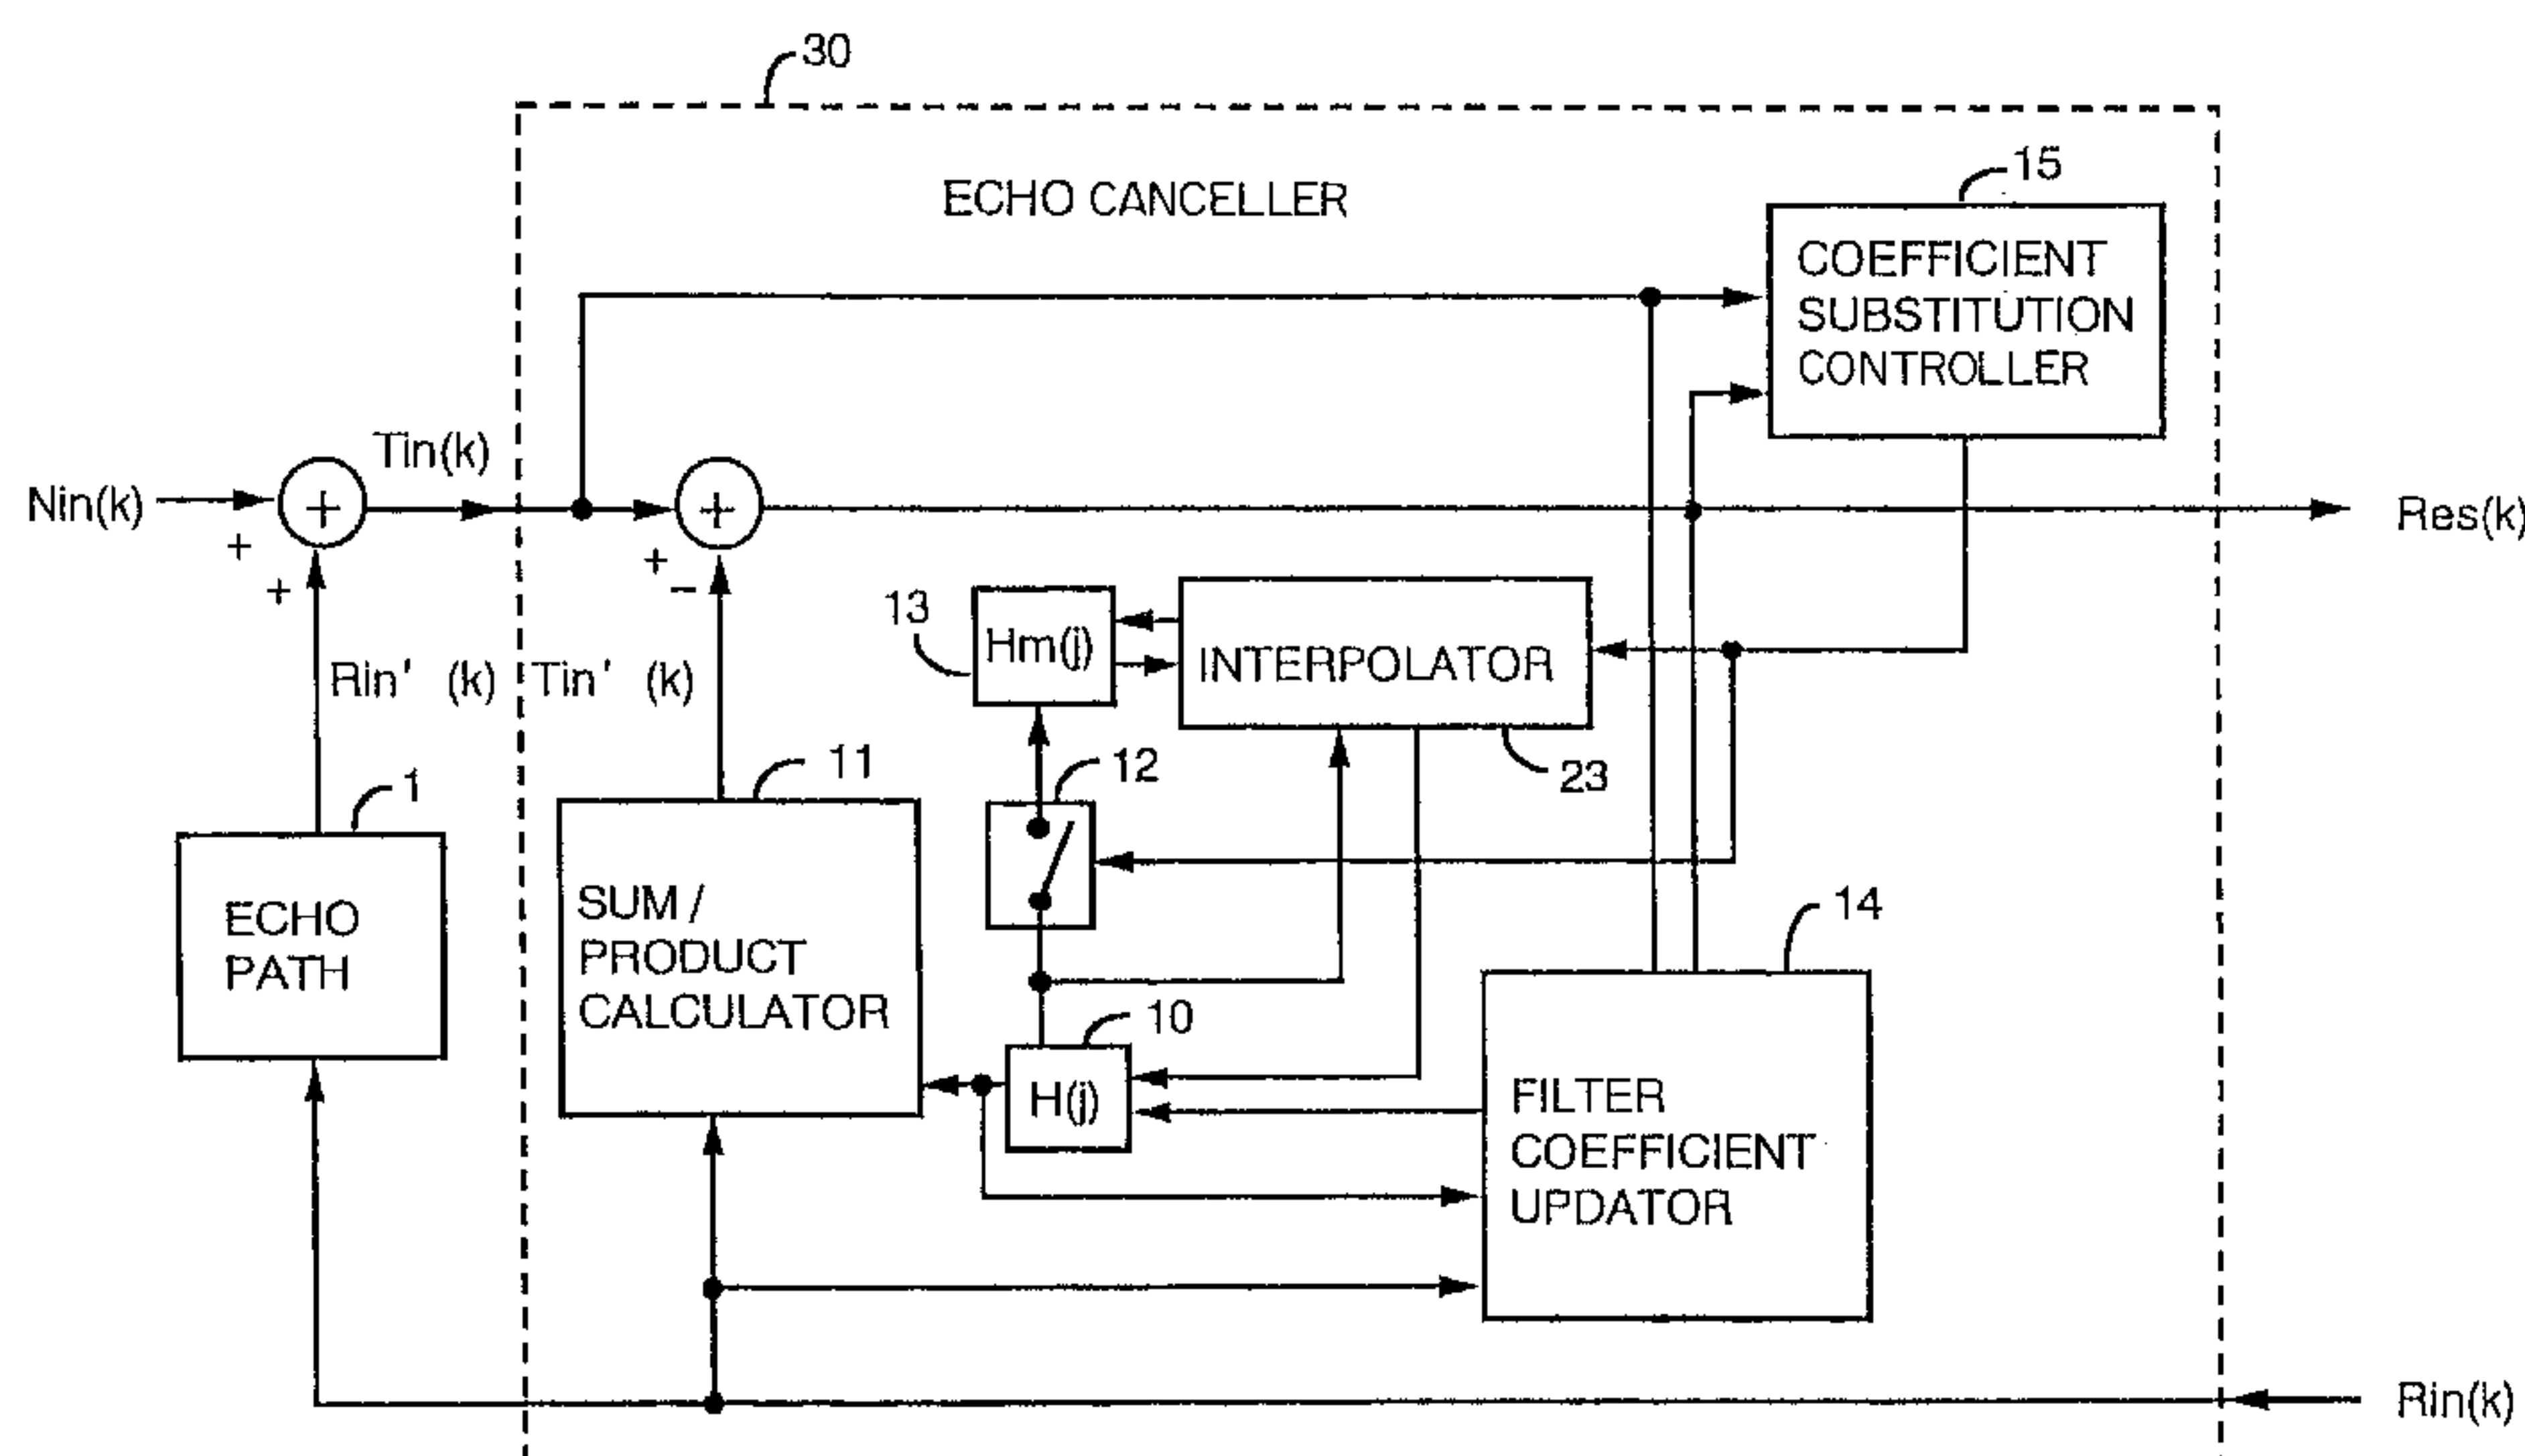 30
ECHO CANCELLER
15
COEFFICIENT
SUBSTITUTION
CONTROLLER
Tin(k)
Nin(k)
+
+
+
+
+
−
Res(k)
13
Hm(j)
INTERPOLATOR
23
Rin' (k)
Tin' (k)
1
11
12
ECHO
PATH
SUM /
PRODUCT
CALCULATOR
14
10
H(j)
FILTER
COEFFICIENT
UPDATOR
Rin(k)